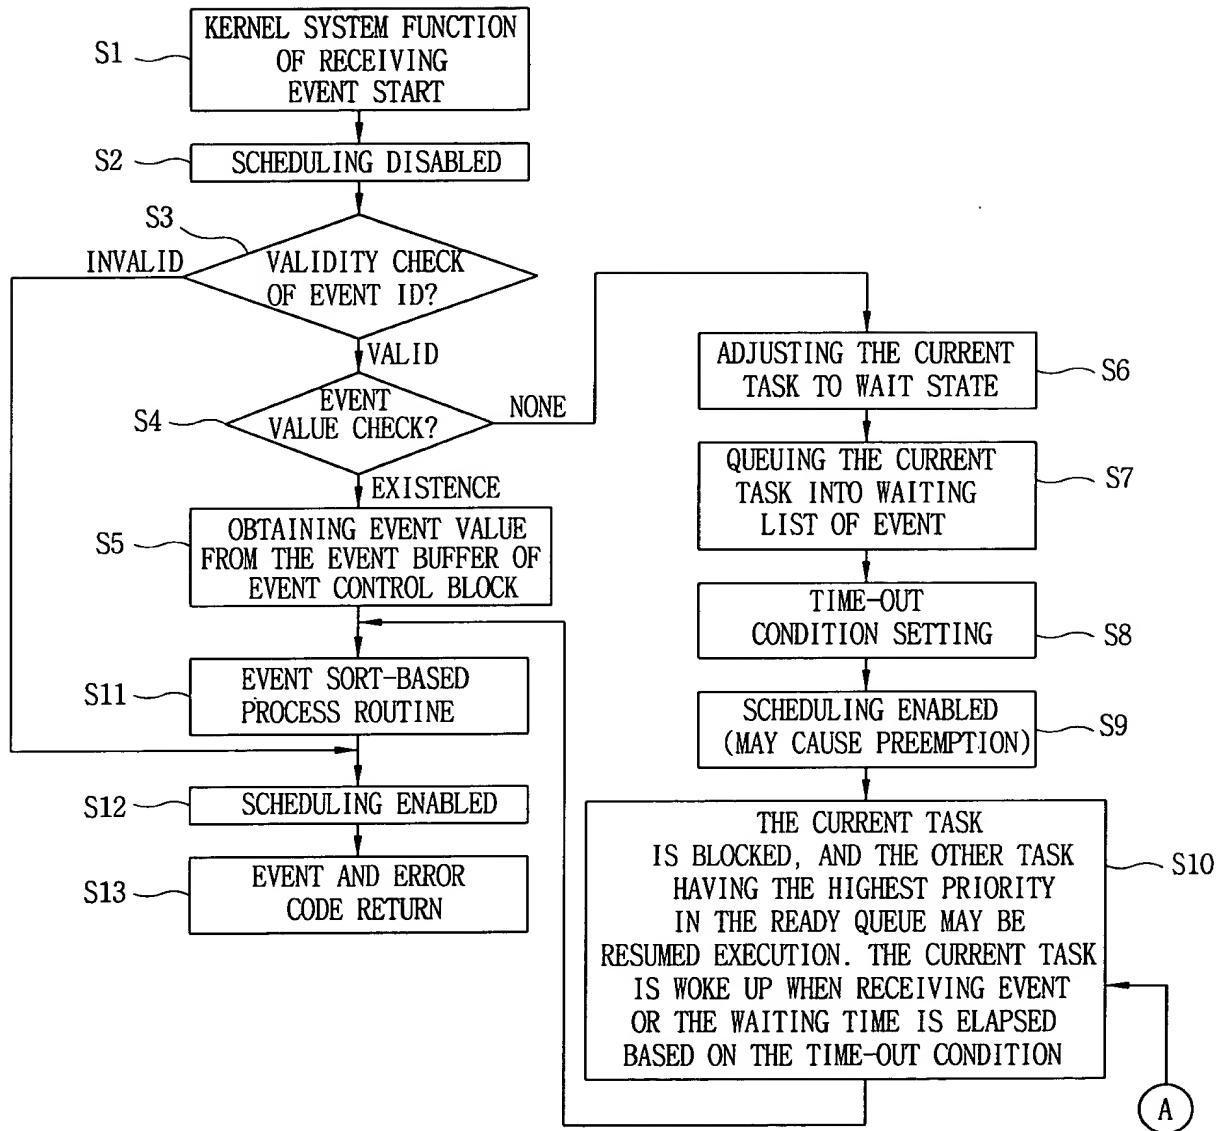 KERNEL SYSTEM FUNCTION
OF RECEIVING
EVENT START
S1
SCHEDULING DISABLED
S2
S3
INVALID
VALIDITY CHECK
OF EVENT ID?
VALID
S4
EVENT
VALUE CHECK?
NONE
EXISTENCE
S5
OBTAINING EVENT VALUE
FROM THE EVENT BUFFER OF
EVENT CONTROL BLOCK
S11
EVENT SORT-BASED
PROCESS ROUTINE
S12
SCHEDULING ENABLED
S13
EVENT AND ERROR
CODE RETURN
ADJUSTING THE CURRENT
TASK TO WAIT STATE
S6
QUEUING THE CURRENT
TASK INTO WAITING
LIST OF EVENT
S7
TIME-OUT
CONDITION SETTING
S8
SCHEDULING ENABLED
(MAY CAUSE PREEMPTION)
S9
THE CURRENT TASK
IS BLOCKED, AND THE OTHER TASK
HAVING THE HIGHEST PRIORITY
IN THE READY QUEUE MAY BE
RESUMED EXECUTION. THE CURRENT TASK
IS WOKE UP WHEN RECEIVING EVENT
OR THE WAITING TIME IS ELAPSED
BASED ON THE TIME-OUT CONDITION
S10
A